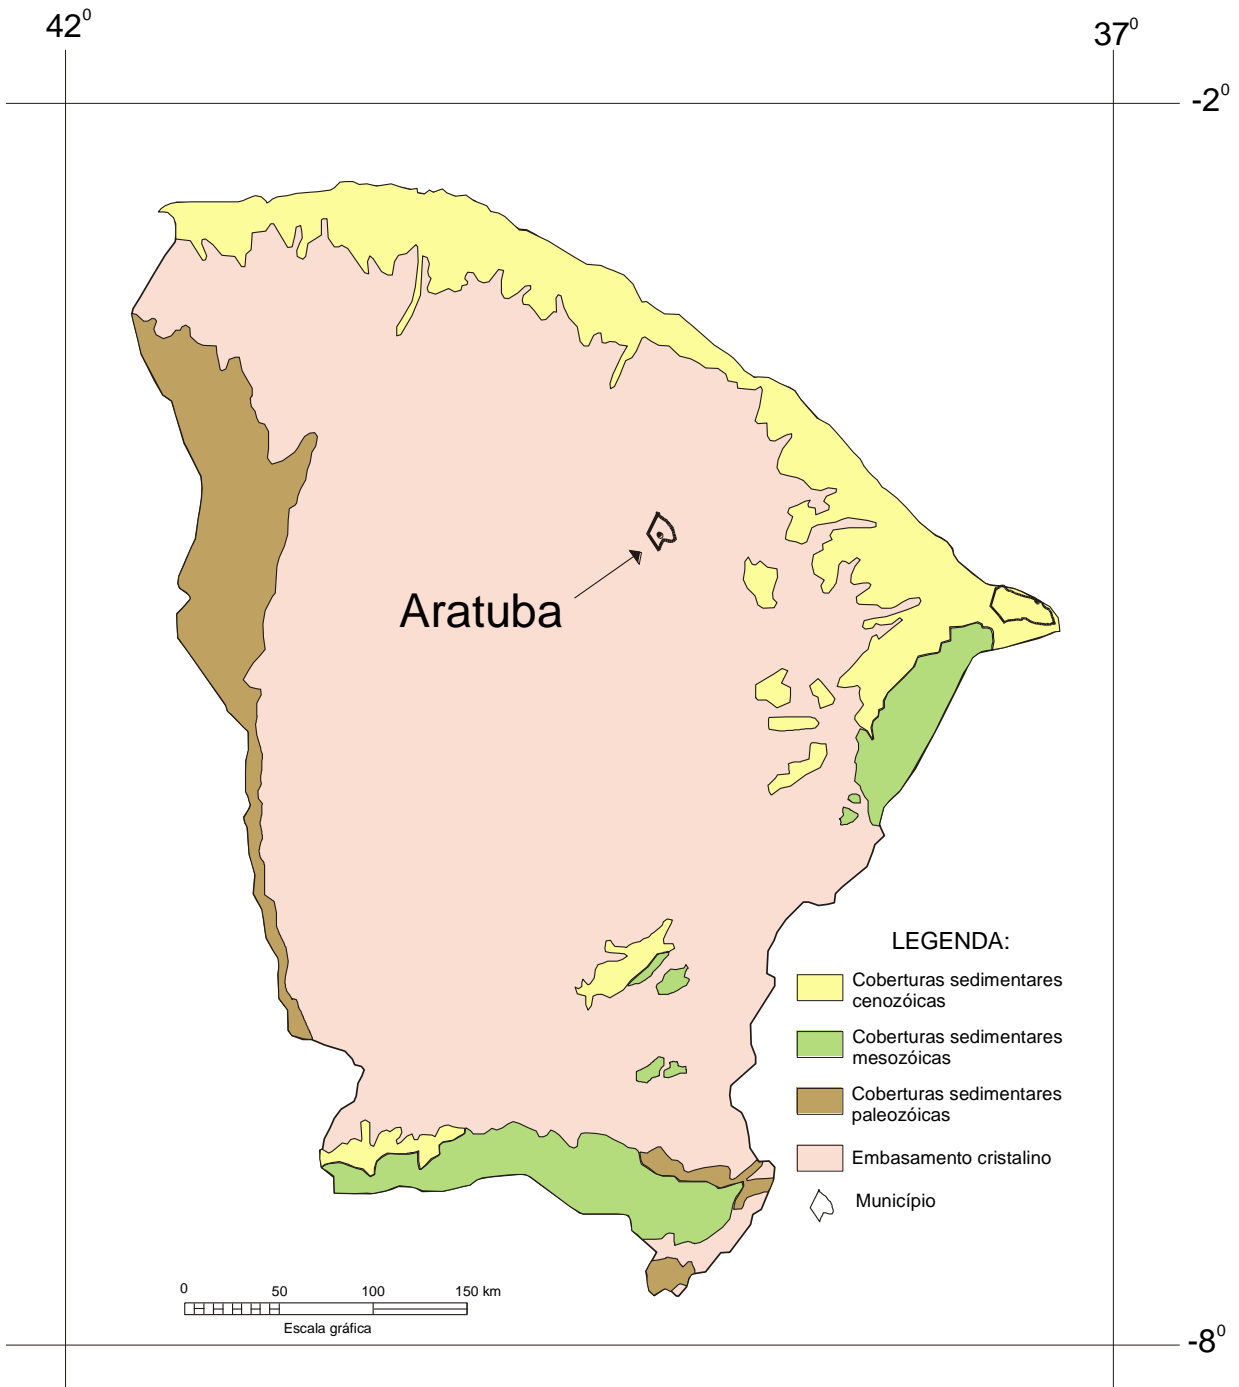 42⁰
37⁰
-2⁰
Aratuba
LEGENDA:
Coberturas sedimentares
cenozóicas
Coberturas sedimentares
mesozóicas
Coberturas sedimentares
paleozóicas
Embasamento cristalino
Município
0 50 100 150 km
Escala gráfica
-8⁰